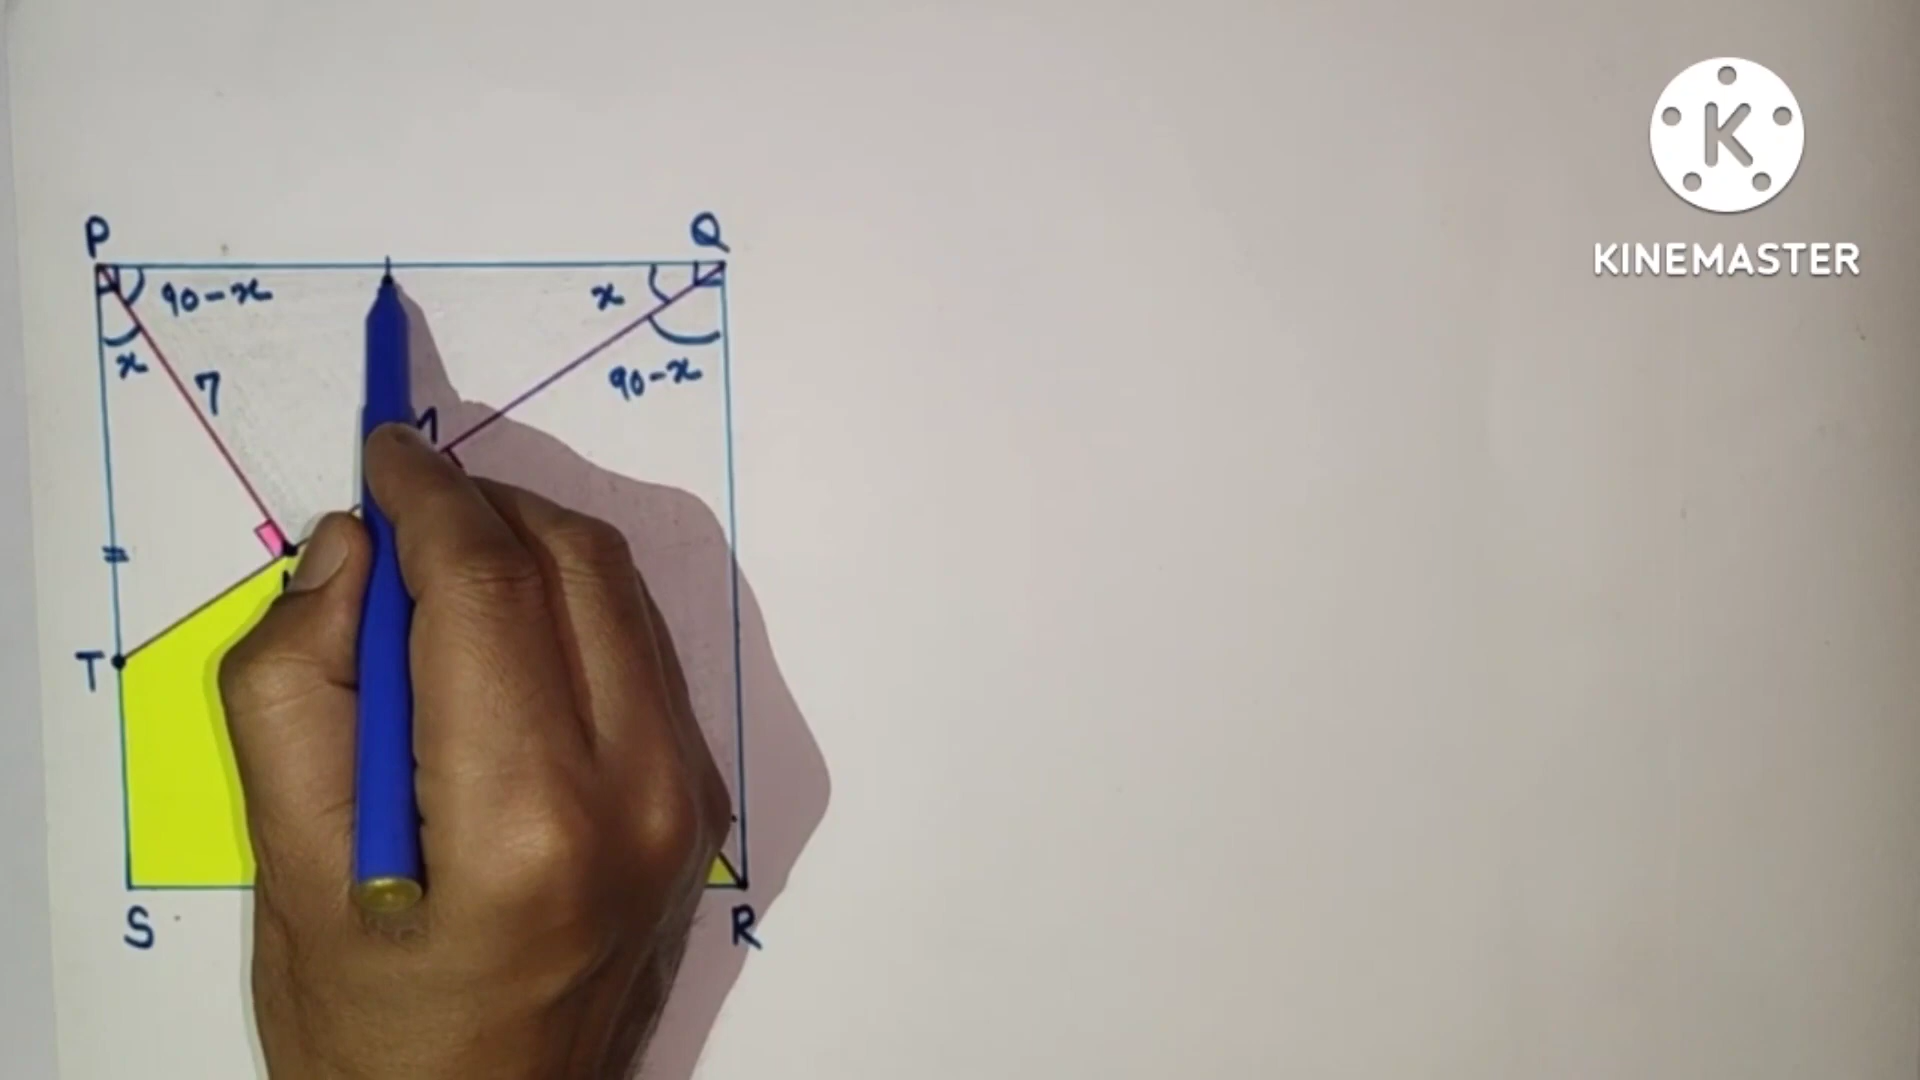 P Q
90-x x
x 90-x
7
T
S R
K
KINEMASTER